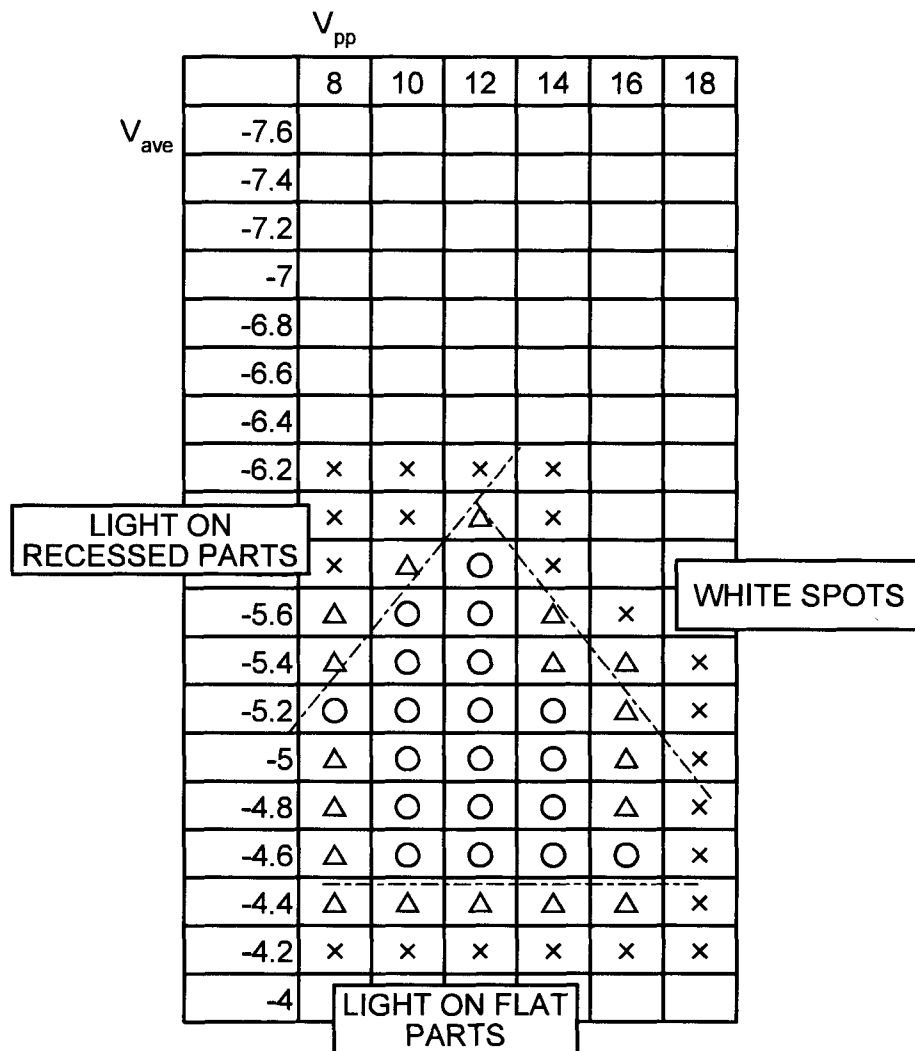 Vpp
8 10 12 14 16 18
Vave
-7.6
-7.4
-7.2
-7
-6.8
-6.6
-6.4
-6.2 × × × ×
LIGHT ON
RECESSED PARTS
× × △ ×
× △ ○ ×
WHITE SPOTS
-5.6 △ ○ ○ △ ×
-5.4 △ ○ ○ △ △ ×
-5.2 ○ ○ ○ ○ △ ×
-5 △ ○ ○ ○ △ ×
-4.8 △ ○ ○ ○ △ ×
-4.6 △ ○ ○ ○ ○ ×
-4.4 △ △ △ △ △ ×
-4.2 × × × × × ×
-4
LIGHT ON FLAT
PARTS